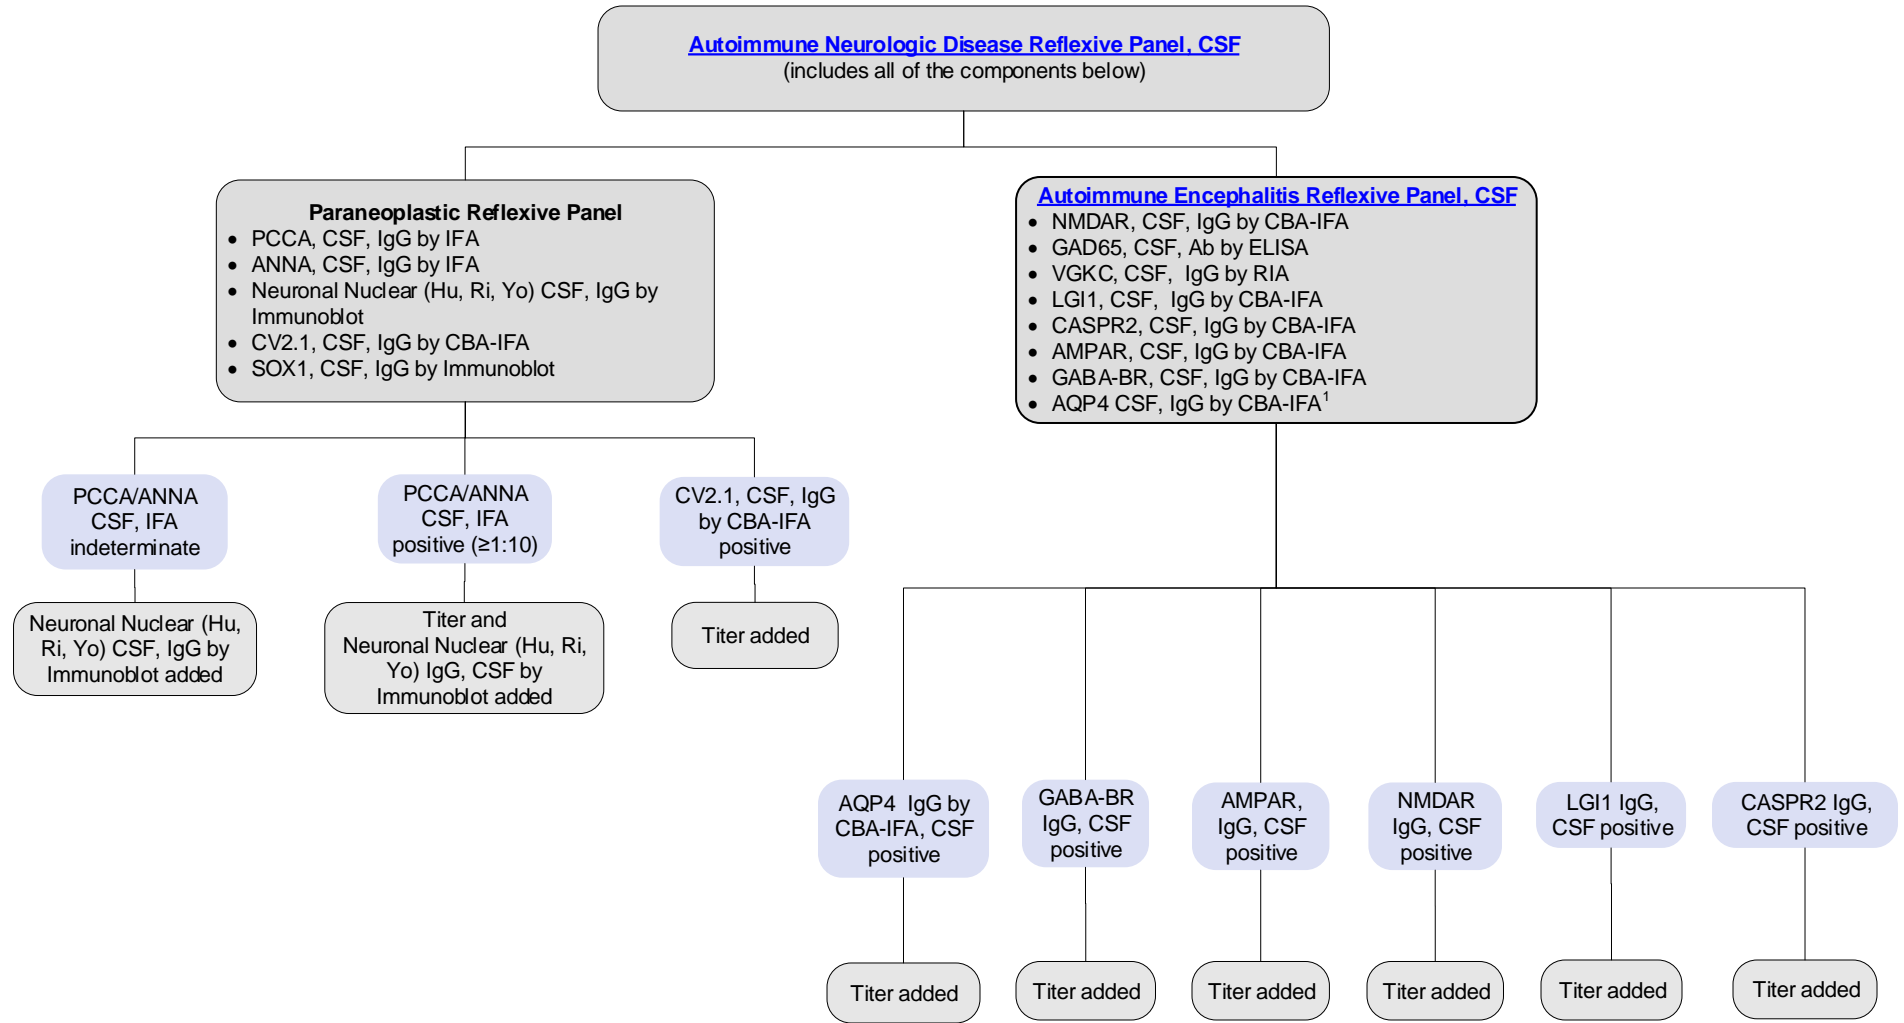 Autoimmune Neurologic Disease Reflexive Panel, CSF
(includes all of the components below)
Paraneoplastic Reflexive Panel
• PCCA, CSF, IgG by IFA
• ANNA, CSF, IgG by IFA
• Neuronal Nuclear (Hu, Ri, Yo) CSF, IgG by
Immunoblot
• CV2.1, CSF, IgG by CBA-IFA
• SOX1, CSF, IgG by Immunoblot
Autoimmune Encephalitis Reflexive Panel, CSF
• NMDAR, CSF, IgG by CBA-IFA
• GAD65, CSF, Ab by ELISA
• VGKC, CSF, IgG by RIA
• LGI1, CSF, IgG by CBA-IFA
• CASPR2, CSF, IgG by CBA-IFA
• AMPAR, CSF, IgG by CBA-IFA
• GABA-BR, CSF, IgG by CBA-IFA
• AQP4 CSF, IgG by CBA-IFA¹
PCCA/ANNA
CSF, IFA
indeterminate
PCCA/ANNA
CSF, IFA
positive (≥1:10)
CV2.1, CSF, IgG
by CBA-IFA
positive
Neuronal Nuclear (Hu,
Ri, Yo) CSF, IgG by
Immunoblot added
Titer and
Neuronal Nuclear (Hu, Ri,
Yo) IgG, CSF by
Immunoblot added
Titer added
AQP4 IgG by
CBA-IFA, CSF
positive
GABA-BR
IgG, CSF
positive
AMPAR,
IgG, CSF
positive
NMDAR
IgG, CSF
positive
LGI1 IgG,
CSF positive
CASPR2 IgG,
CSF positive
Titer added
Titer added
Titer added
Titer added
Titer added
Titer added